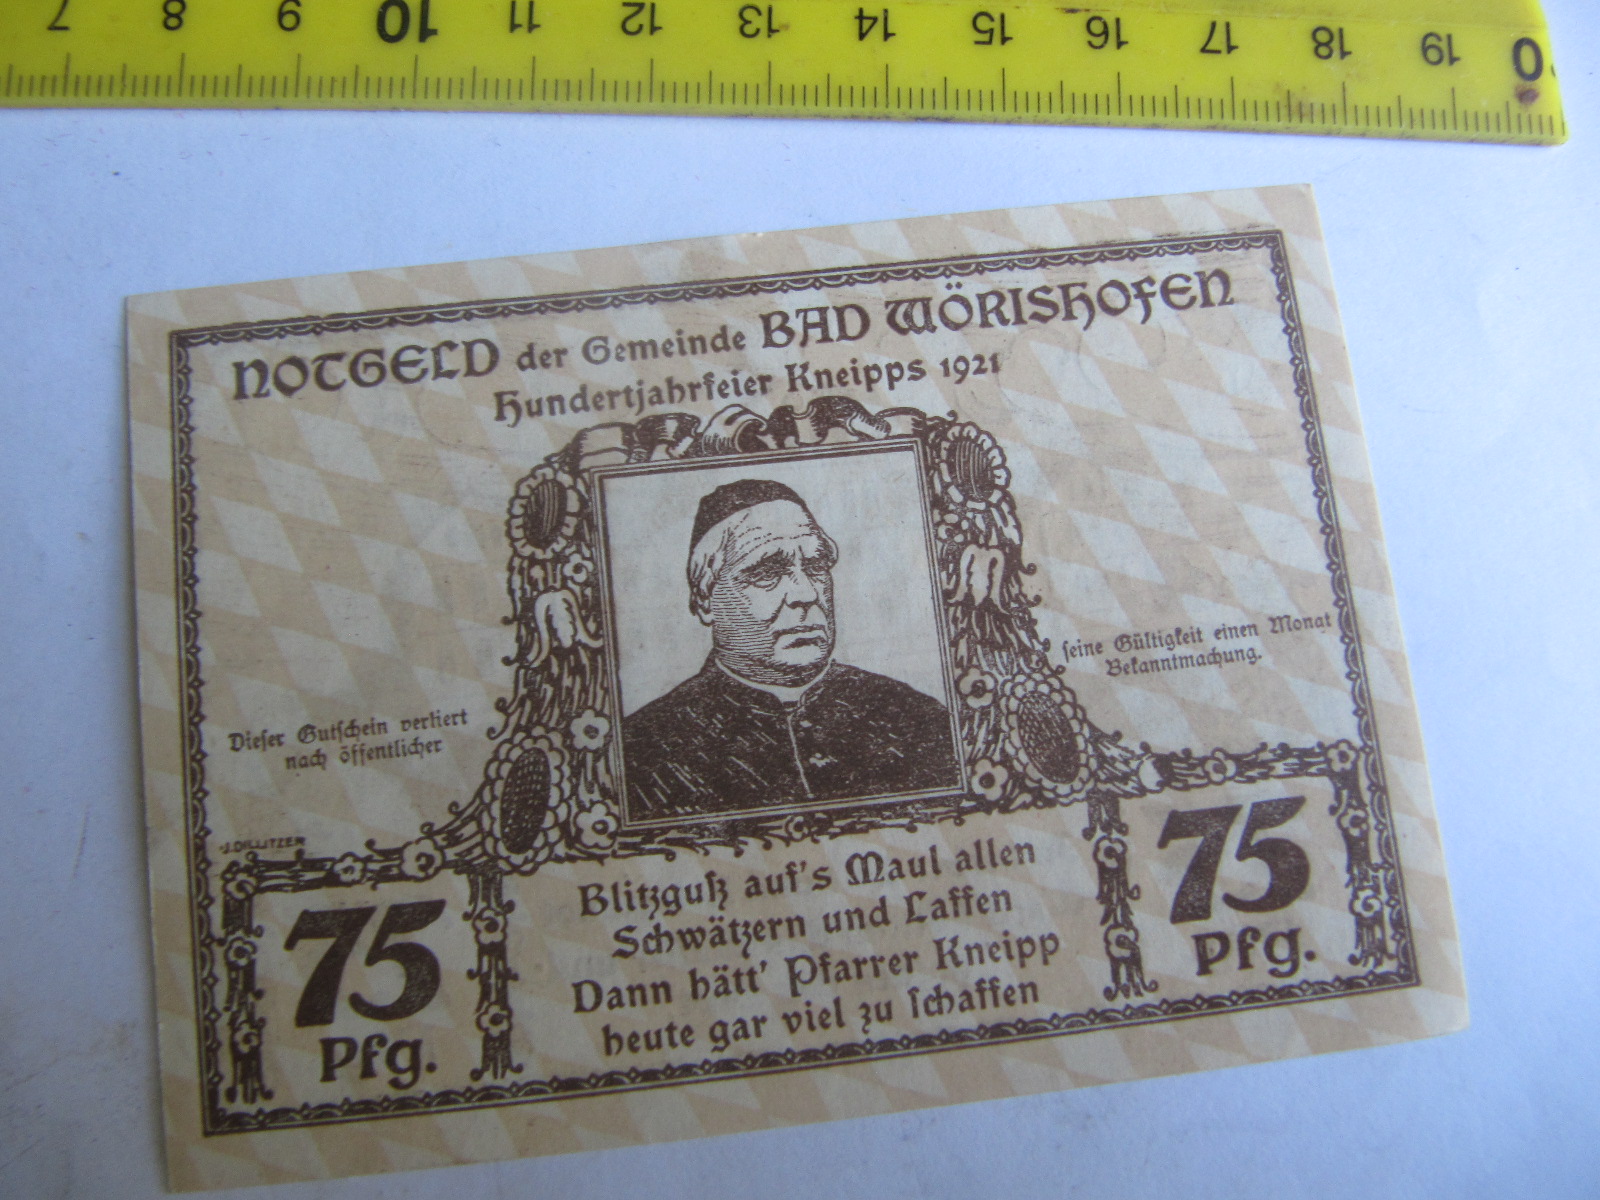 7 8 9 10 11 12 13 14 15 16 17 18 19 0
NOTGELD der Gemeinde BAD WÖRISHOFEN
Hundertjahrfeier Kneipps 1921
Dieser Gutschein verliert
nach öffentlicher
seine Gültigkeit einen Monat
Bekanntmachung.
J. DILLITZER
75
Pfg.
Blitzguß auf's Maul allen
Schwätzern und Laffen
Dann hätt' Pfarrer Kneipp
heute gar viel zu schaffen
75
Pfg.